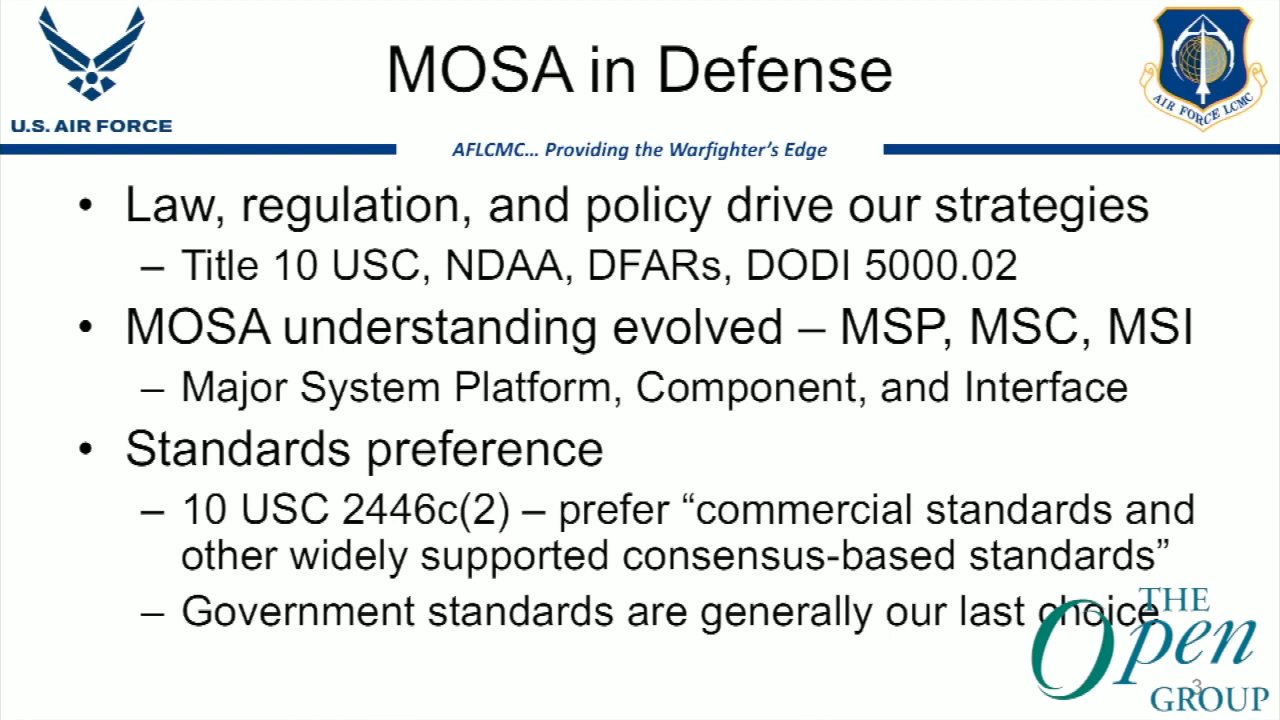 MOSA in Defense
U.S. AIR FORCE
AIR FORCE LCMC
AFLCMC... Providing the Warfighter's Edge
• Law, regulation, and policy drive our strategies
– Title 10 USC, NDAA, DFARs, DODI 5000.02
• MOSA understanding evolved – MSP, MSC, MSI
– Major System Platform, Component, and Interface
• Standards preference
– 10 USC 2446c(2) – prefer “commercial standards and
other widely supported consensus-based standards”
– Government standards are generally our last choice
THE
Open
GROUP
3